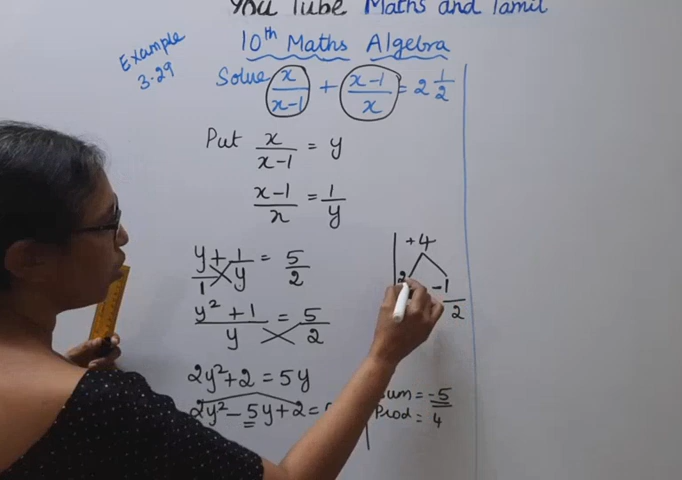 You Tube Maths and Tamil
10th Maths Algebra
Example 3.29
Solve x/(x-1) + (x-1)/x = 2 1/2
Put x/(x-1) = y
(x-1)/x = 1/y
y/1 + 1/y = 5/2
(y² + 1)/y = 5/2
2y² + 2 = 5y
2y² - 5y + 2 =
+4
-1/2
Sum = -5
Prod = 4